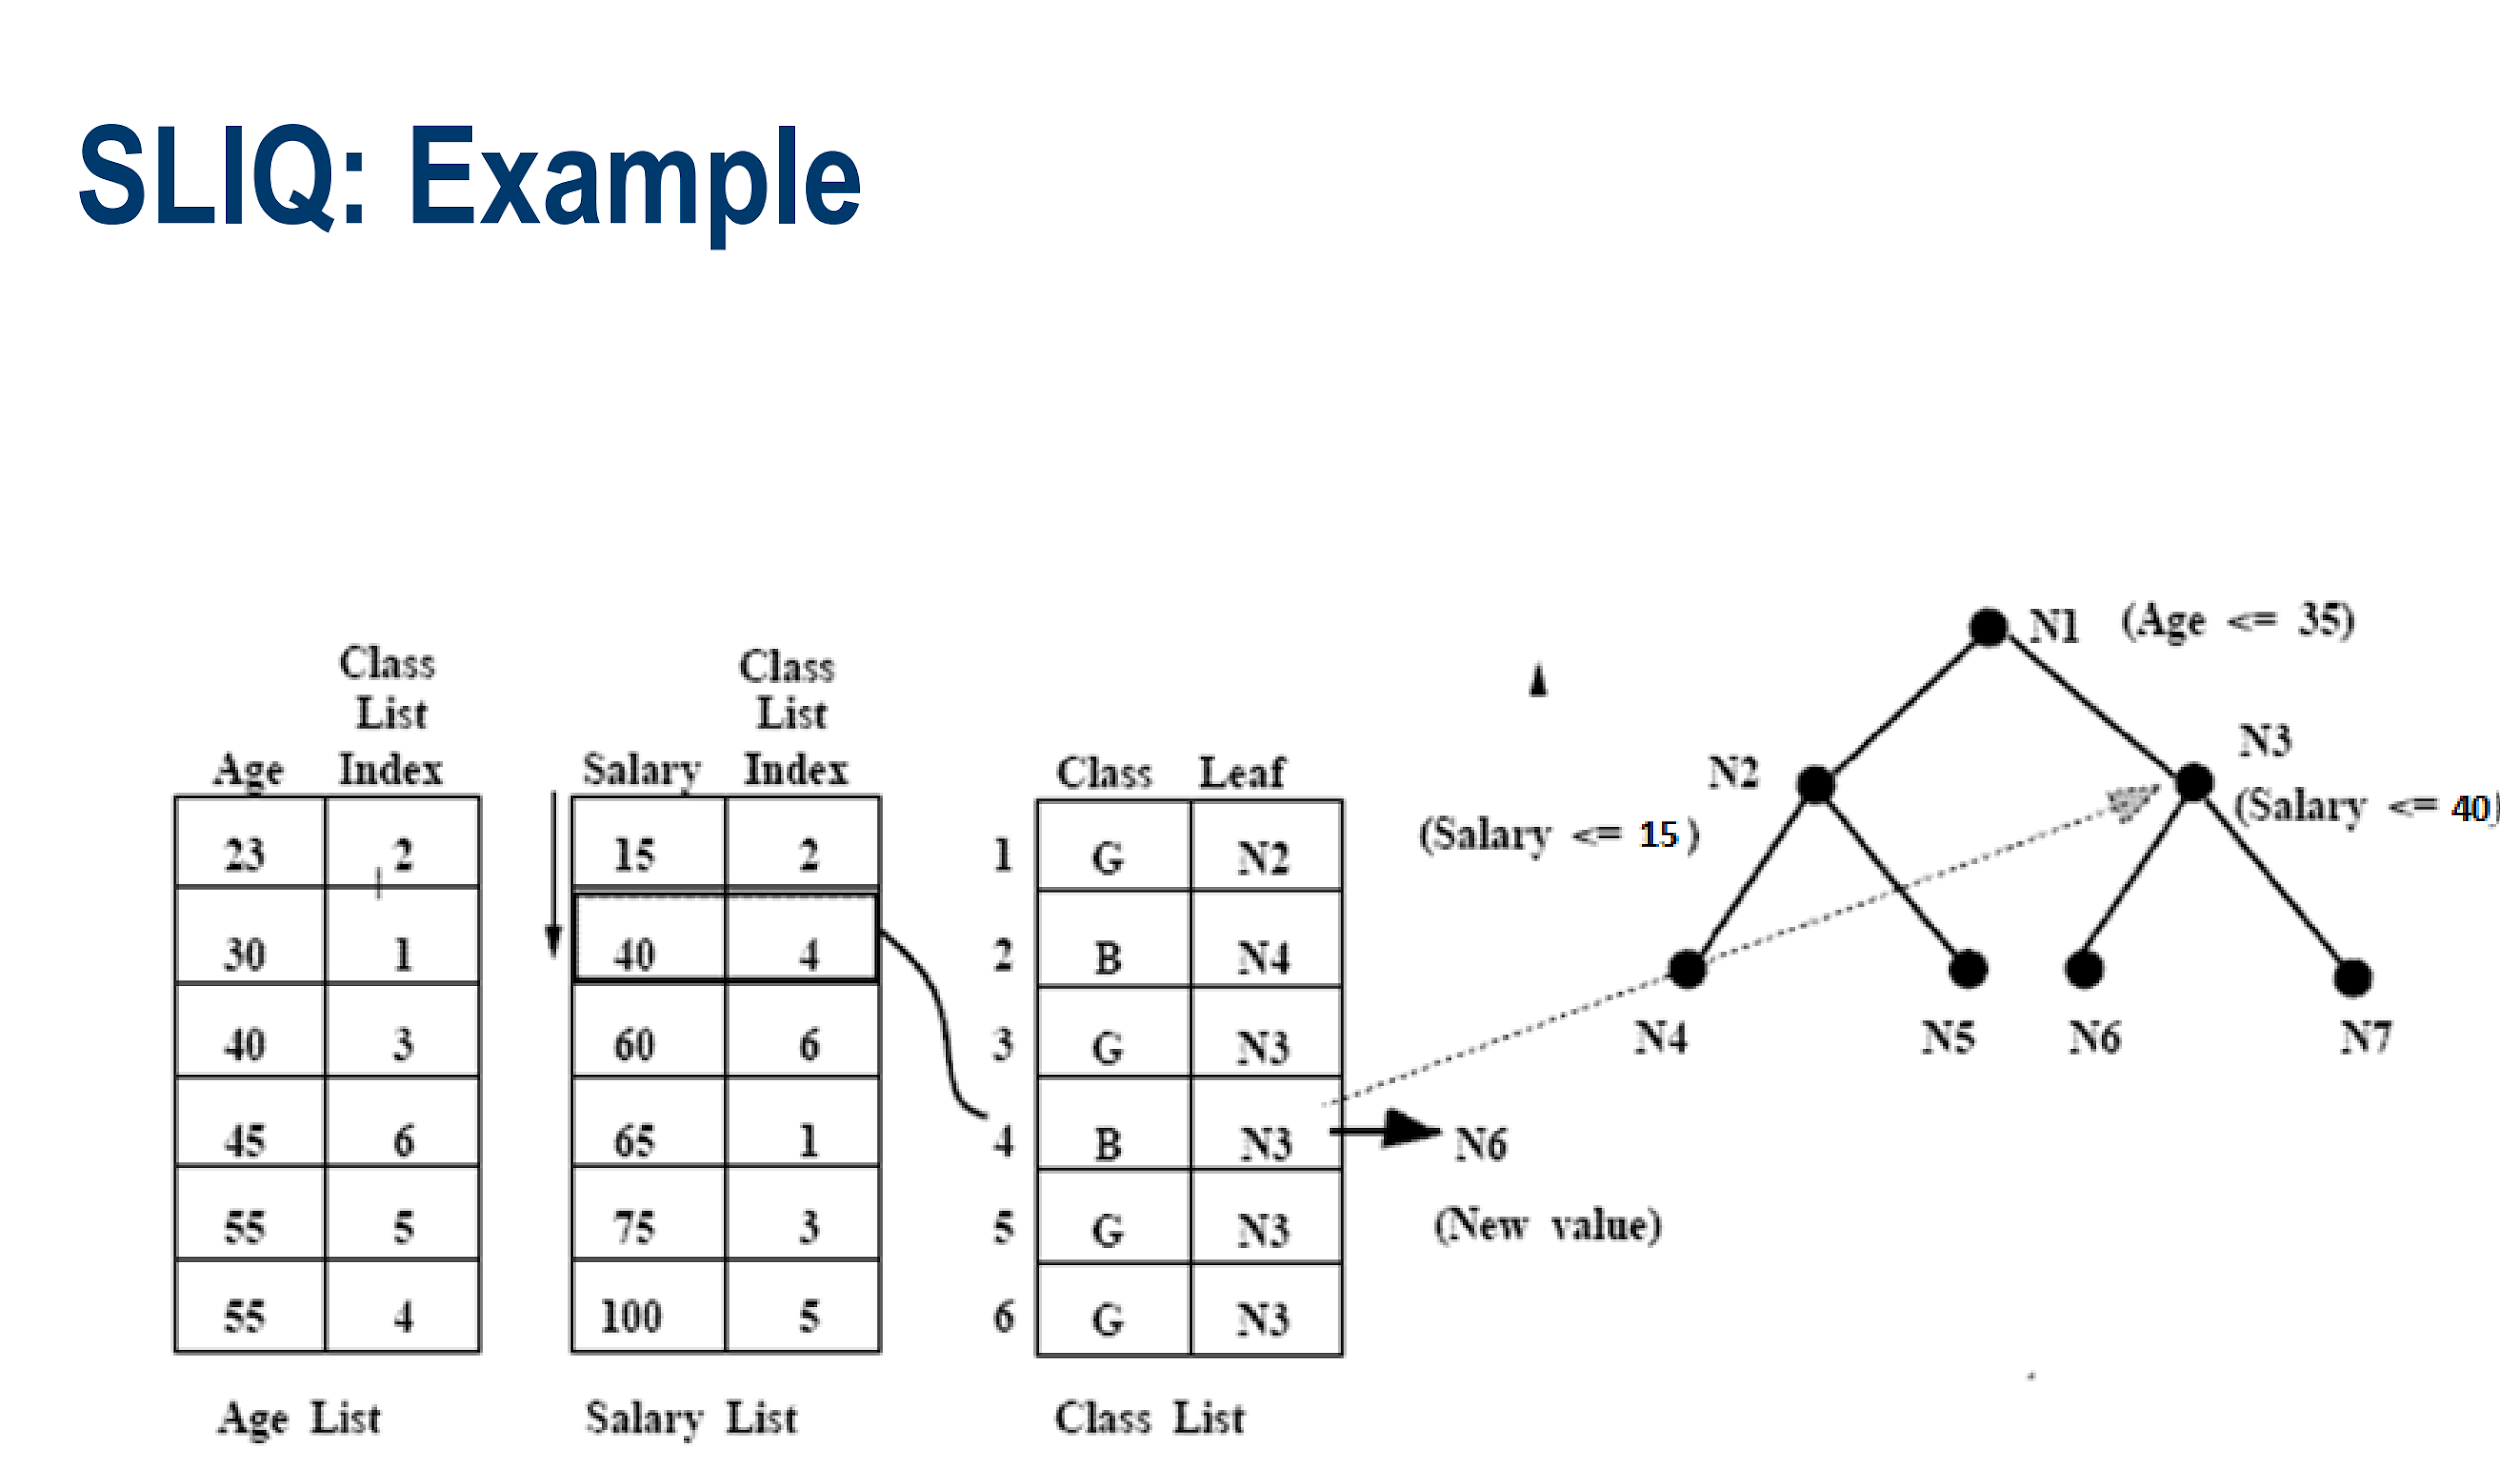 SLIQ: Example
Class
List
Age Index
23 2
30 1
40 3
45 6
55 5
55 4
Age List
Class
List
Salary Index
15 2
40 4
60 6
65 1
75 3
100 5
Salary List
Class Leaf
1 G N2
2 B N4
3 G N3
4 B N3
5 G N3
6 G N3
Class List
N6
(New value)
N1 (Age <= 35)
N2
(Salary <= 15)
N3
(Salary <= 40)
N4 N5 N6 N7